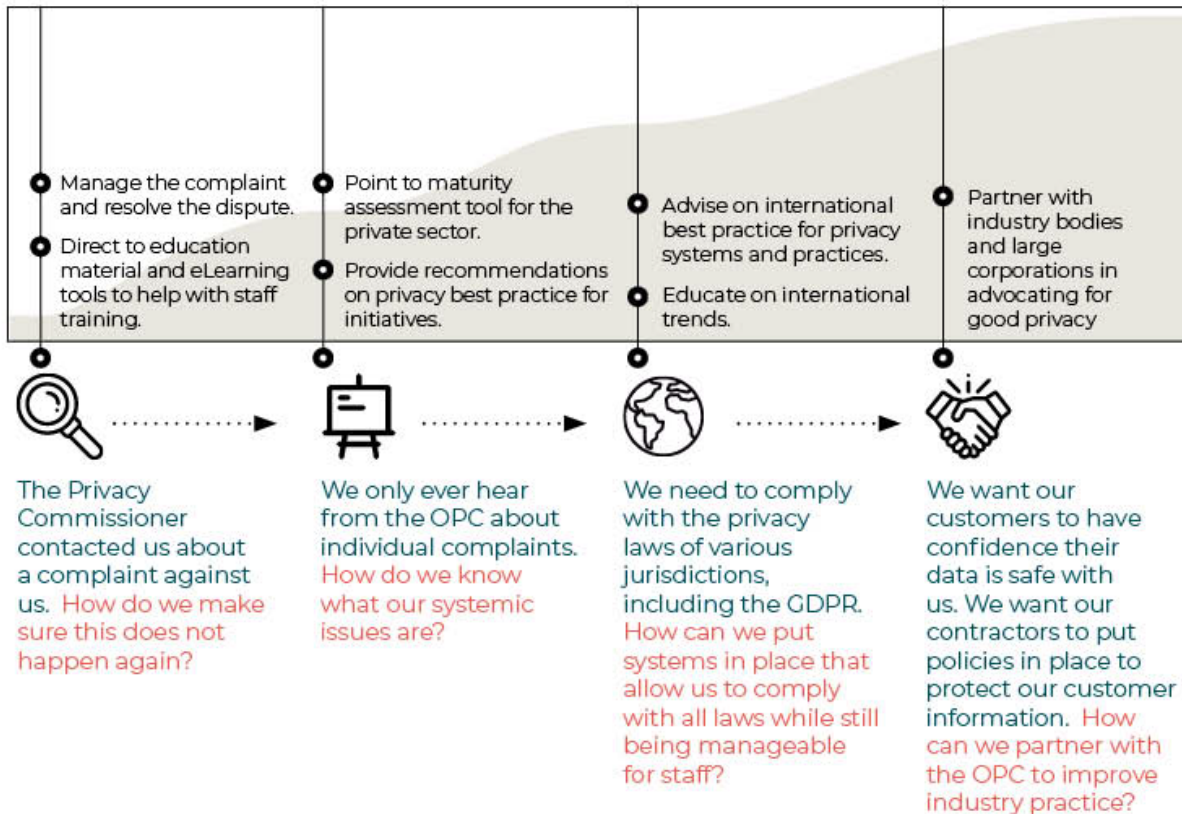 Manage the complaint
and resolve the dispute.
Direct to education
material and eLearning
tools to help with staff
training.
Point to maturity
assessment tool for the
private sector.
Provide recommendations
on privacy best practice for
initiatives.
Advise on international
best practice for privacy
systems and practices.
Educate on international
trends.
Partner with
industry bodies
and large
corporations in
advocating for
good privacy
The Privacy
Commissioner
contacted us about
a complaint against
us. How do we make
sure this does not
happen again?
We only ever hear
from the OPC about
individual complaints.
How do we know
what our systemic
issues are?
We need to comply
with the privacy
laws of various
jurisdictions,
including the GDPR.
How can we put
systems in place that
allow us to comply
with all laws while still
being manageable
for staff?
We want our
customers to have
confidence their
data is safe with
us. We want our
contractors to put
policies in place to
protect our customer
information. How
can we partner with
the OPC to improve
industry practice?